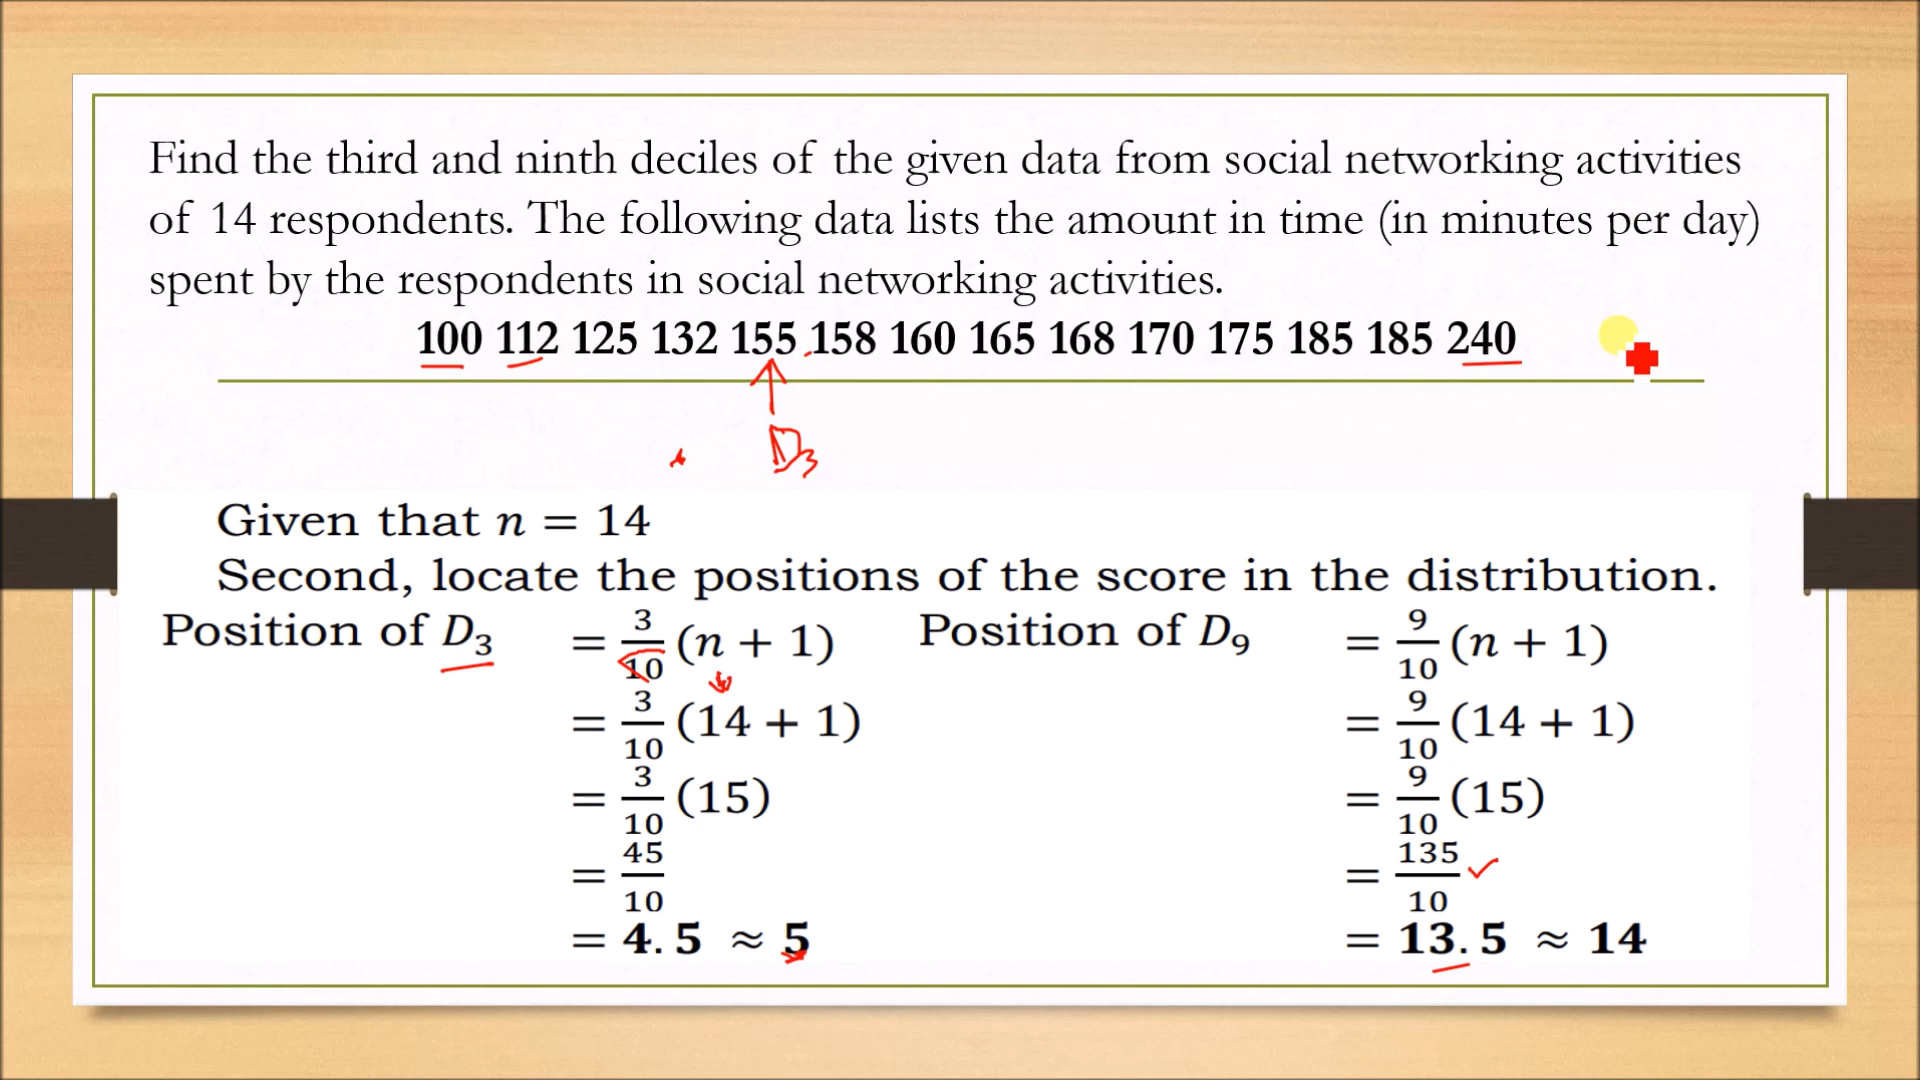 Find the third and ninth deciles of the given data from social networking activities
of 14 respondents. The following data lists the amount in time (in minutes per day)
spent by the respondents in social networking activities.
100 112 125 132 155 158 160 165 168 170 175 185 185 240
D₃
Given that n = 14
Second, locate the positions of the score in the distribution.
Position of D₃ = 3/10 (n + 1)
= 3/10 (14 + 1)
= 3/10 (15)
= 45/10
= 4.5 ≈ 5
Position of D₉ = 9/10 (n + 1)
= 9/10 (14 + 1)
= 9/10 (15)
= 135/10
= 13.5 ≈ 14